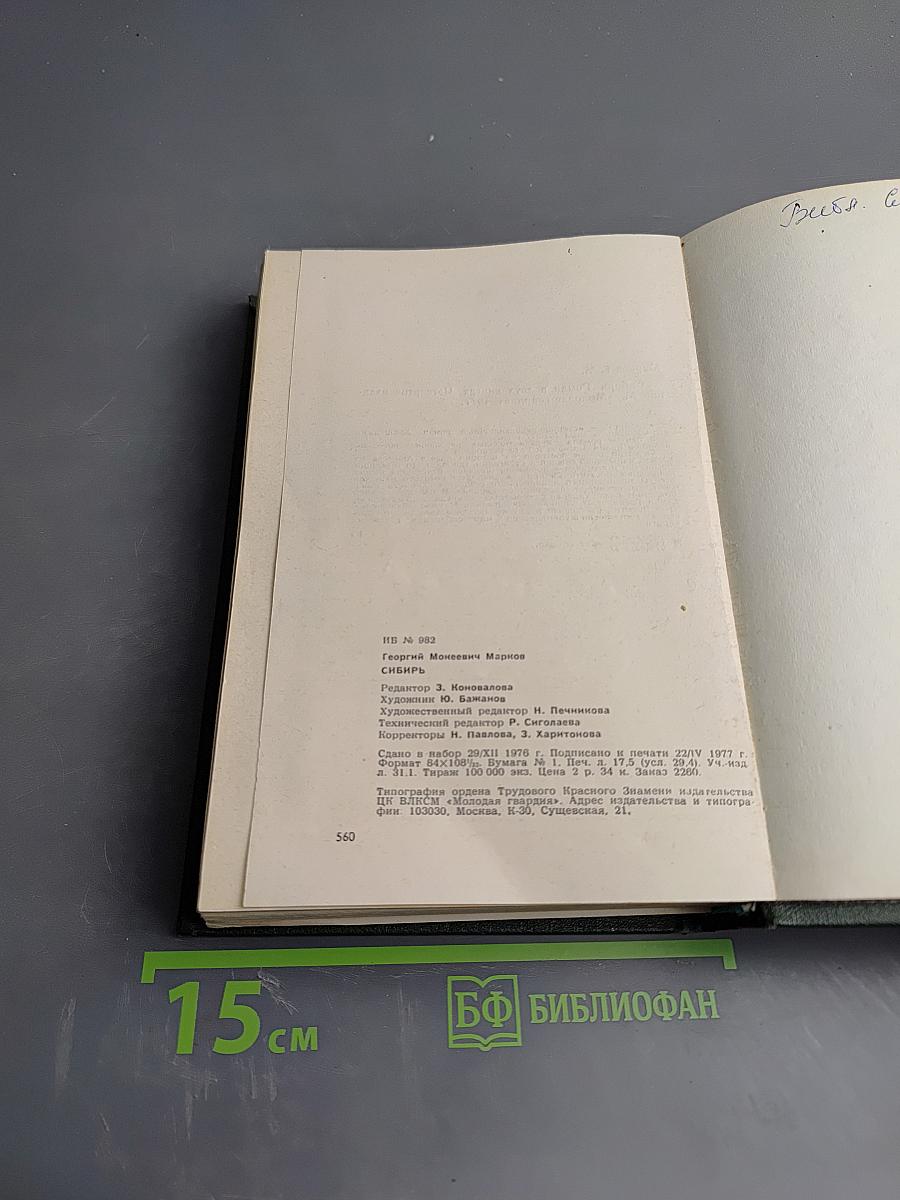 ИБ № 982
Георгий Мокеевич Марков
СИБИРЬ
Редактор З. Коновалова
Художник Ю. Бажанов
Художественный редактор Н. Печникова
Технический редактор Р. Сиголаева
Корректоры Н. Павлова, З. Харитонова
Сдано в набор 29/XII 1976 г. Подписано к печати 22/IV 1977 г.
Формат 84×108¹/₃₂. Бумага № 1. Печ. л. 17,5 (усл. 29,4). Уч.-изд.
л. 31,1. Тираж 100 000 экз. Цена 2 р. 34 к. Заказ 2260.
Типография ордена Трудового Красного Знамени издательства
ЦК ВЛКСМ «Молодая гвардия». Адрес издательства и типогра-
фии: 103030, Москва, К-30, Сущевская, 21.
560
15 см
БФ БИБЛИОФАН